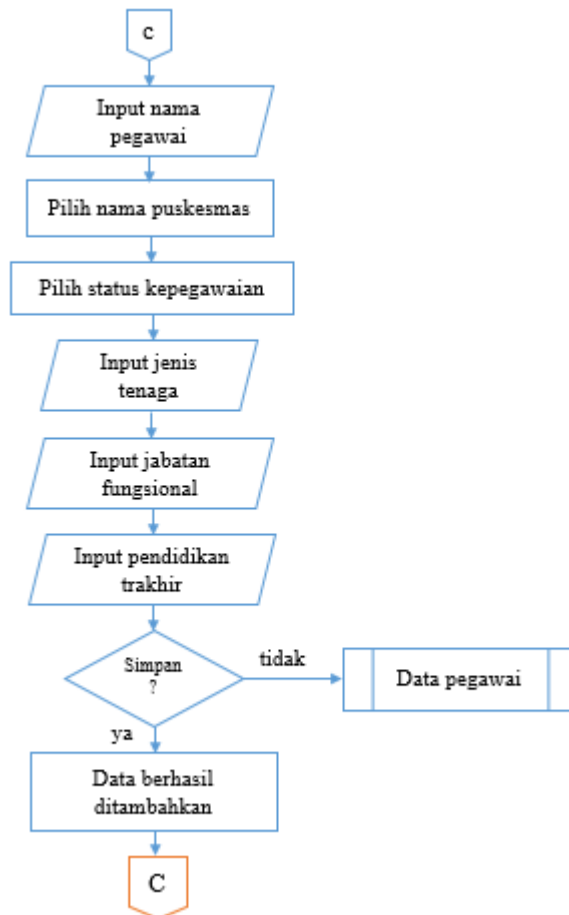 c
Input nama
pegawai
Pilih nama puskesmas
Pilih status kepegawaian
Input jenis
tenaga
Input jabatan
fungsional
Input pendidikan
trakhir
Simpan
?
tidak
Data pegawai
ya
Data berhasil
ditambahkan
C